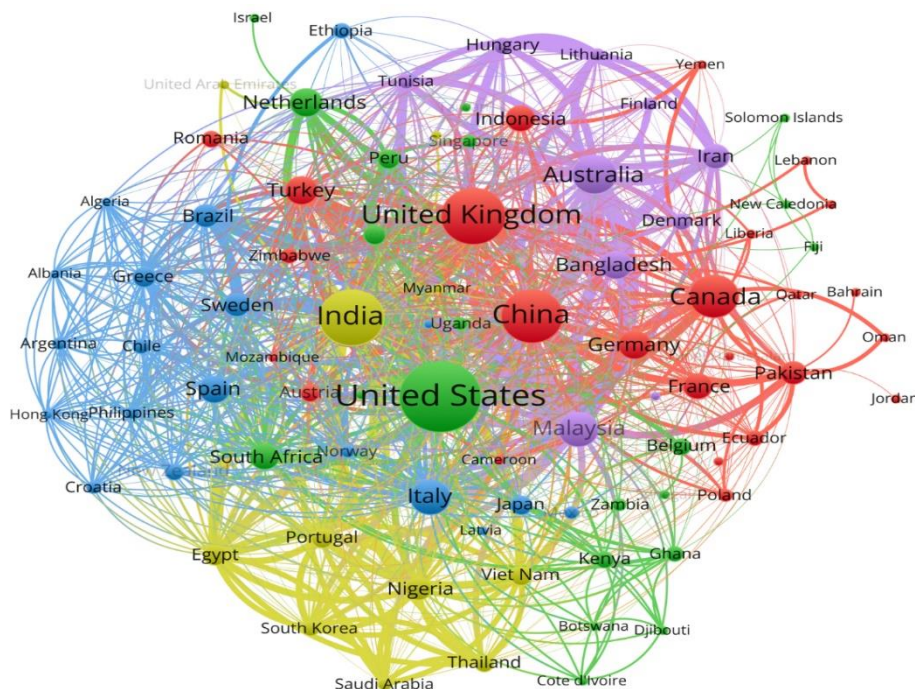 Israel
Ethiopia
Hungary
Lithuania
Yemen
United Arab Emirates
Tunisia
Netherlands
Finland
Indonesia
Solomon Islands
Romania
Singapore
Peru
Iran
Lebanon
Australia
Turkey
Algeria
New Caledonia
Brazil
United Kingdom
Denmark
Liberia
Fiji
Zimbabwe
Albania
Greece
Bangladesh
Myanmar
Canada
Qatar
Bahrain
Sweden
India
China
Uganda
Argentina
Chile
Germany
Oman
Mozambique
Pakistan
Spain
Austria
United States
France
Jordan
Hong Kong
Philippines
Malaysia
Ecuador
Belgium
South Africa
Norway
Cameroon
New Zealand
Croatia
Italy
Japan
Zambia
Poland
Latvia
Portugal
Egypt
Kenya
Ghana
Viet Nam
Nigeria
South Korea
Botswana
Djibouti
Thailand
Saudi Arabia
Cote d'Ivoire